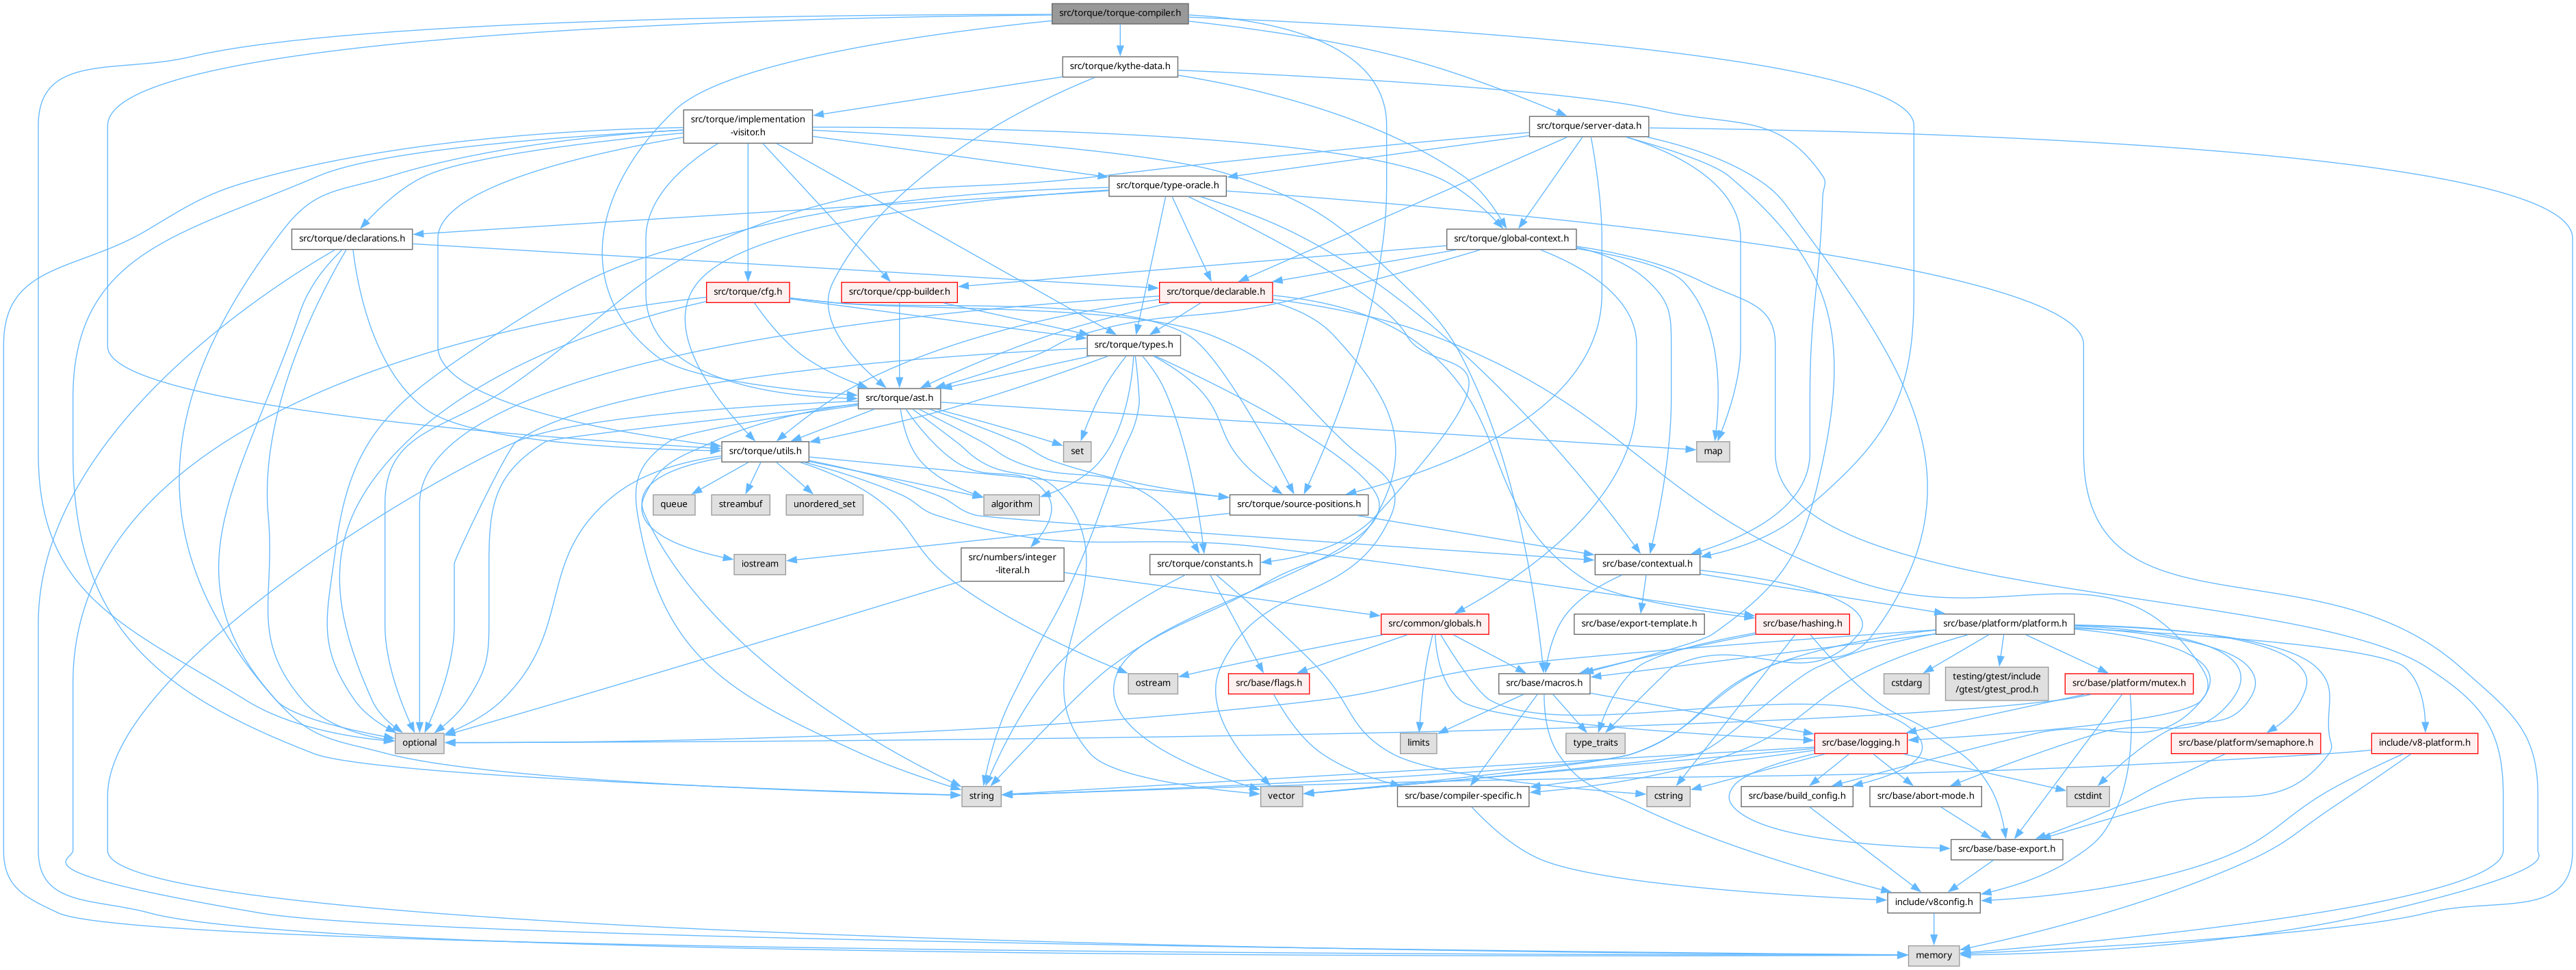 src/torque/torque-compiler.h
src/torque/kythe-data.h
src/torque/implementation
-visitor.h
src/torque/server-data.h
src/torque/type-oracle.h
src/torque/declarations.h
src/torque/global-context.h
src/torque/cfg.h
src/torque/cpp-builder.h
src/torque/declarable.h
src/torque/types.h
src/torque/ast.h
src/torque/utils.h
set
map
queue
streambuf
unordered_set
algorithm
src/torque/source-positions.h
iostream
src/numbers/integer
-literal.h
src/torque/constants.h
src/base/contextual.h
src/common/globals.h
src/base/export-template.h
src/base/hashing.h
src/base/platform/platform.h
ostream
src/base/flags.h
src/base/macros.h
cstdarg
testing/gtest/include
/gtest/gtest_prod.h
src/base/platform/mutex.h
optional
limits
type_traits
src/base/logging.h
src/base/platform/semaphore.h
include/v8-platform.h
string
vector
src/base/compiler-specific.h
cstring
src/base/build_config.h
src/base/abort-mode.h
cstdint
src/base/base-export.h
include/v8config.h
memory